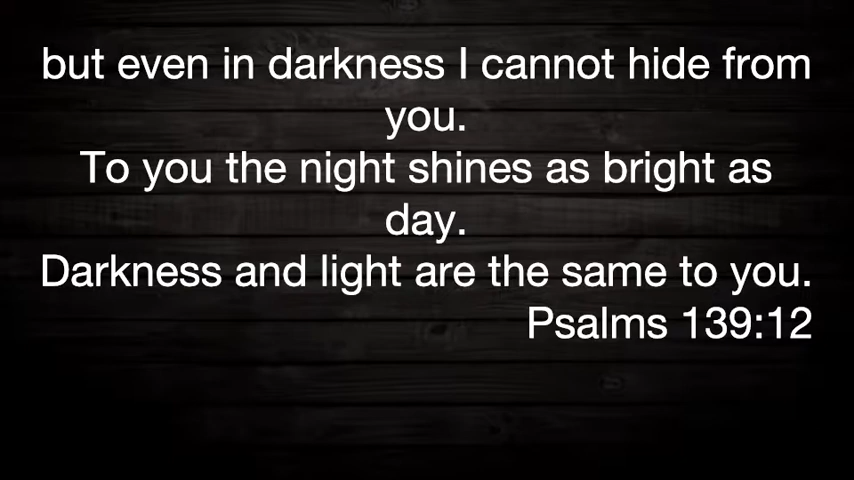 but even in darkness I cannot hide from
you.
To you the night shines as bright as
day.
Darkness and light are the same to you.
Psalms 139:12